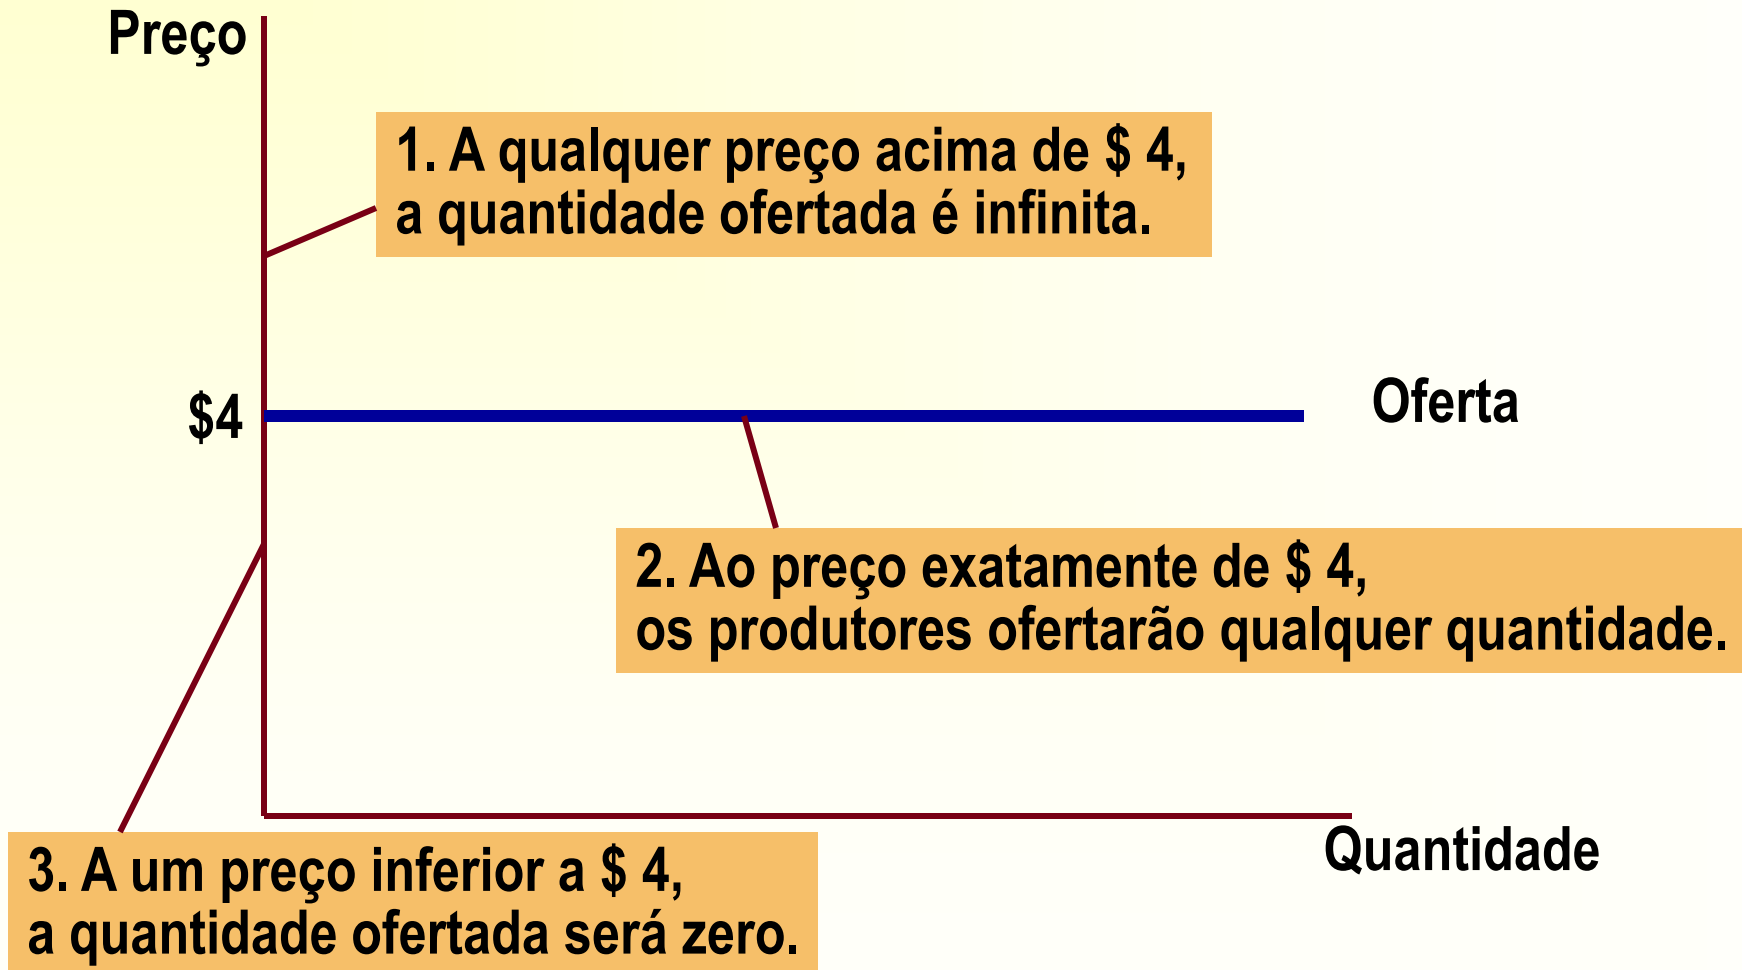 Preço
1. A qualquer preço acima de $ 4,
a quantidade ofertada é infinita.
$4
Oferta
2. Ao preço exatamente de $ 4,
os produtores ofertarão qualquer quantidade.
Quantidade
3. A um preço inferior a $ 4,
a quantidade ofertada será zero.